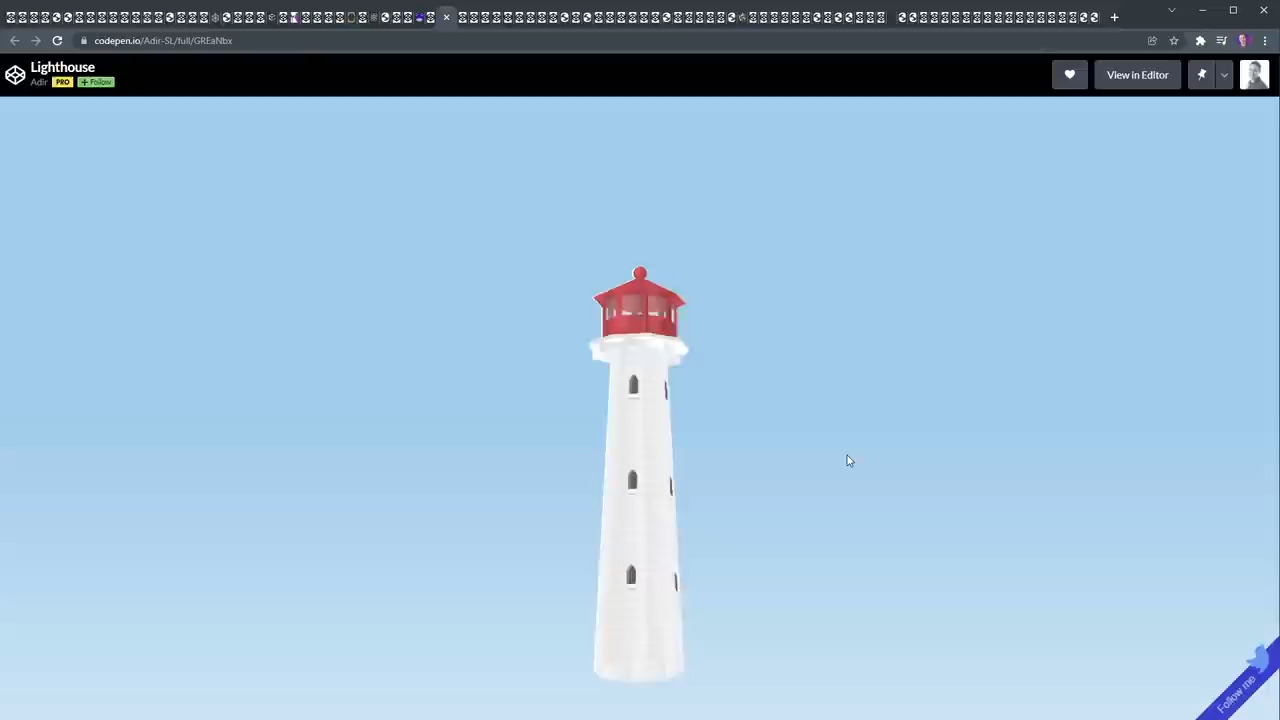 codepen.io/Adir-SL/full/GREaNbx
Lighthouse
Adir PRO + Follow
View in Editor
Follow me